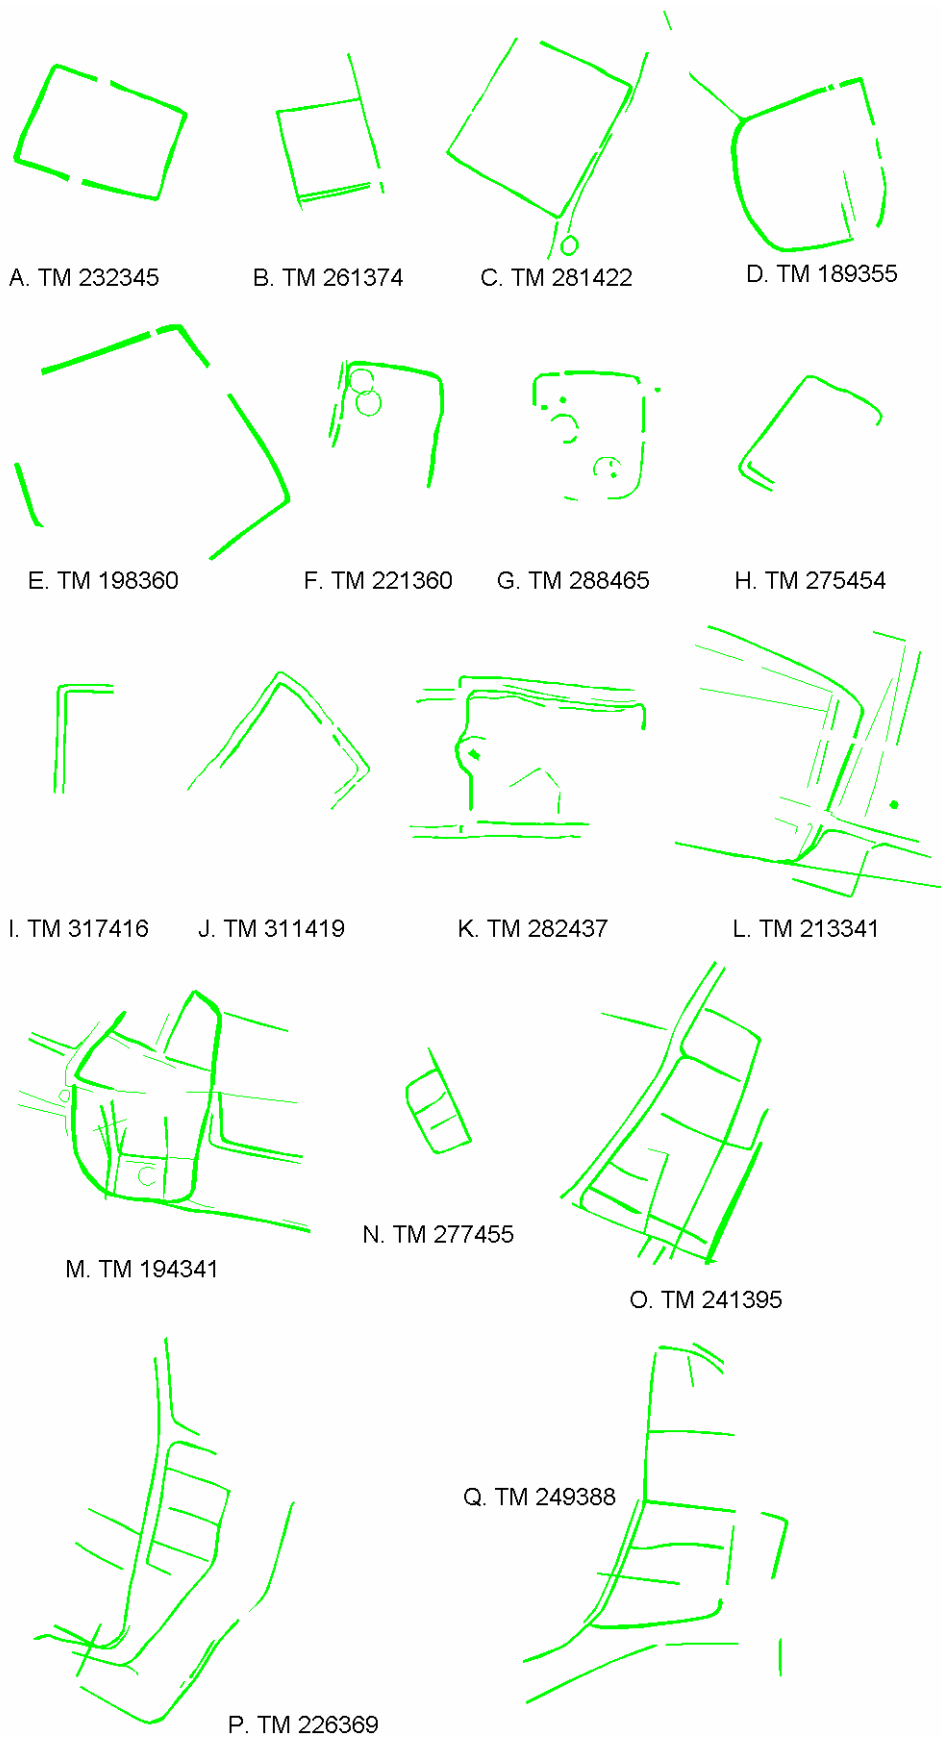 A. TM 232345
B. TM 261374
C. TM 281422
D. TM 189355
E. TM 198360
F. TM 221360
G. TM 288465
H. TM 275454
I. TM 317416
J. TM 311419
K. TM 282437
L. TM 213341
M. TM 194341
N. TM 277455
O. TM 241395
P. TM 226369
Q. TM 249388